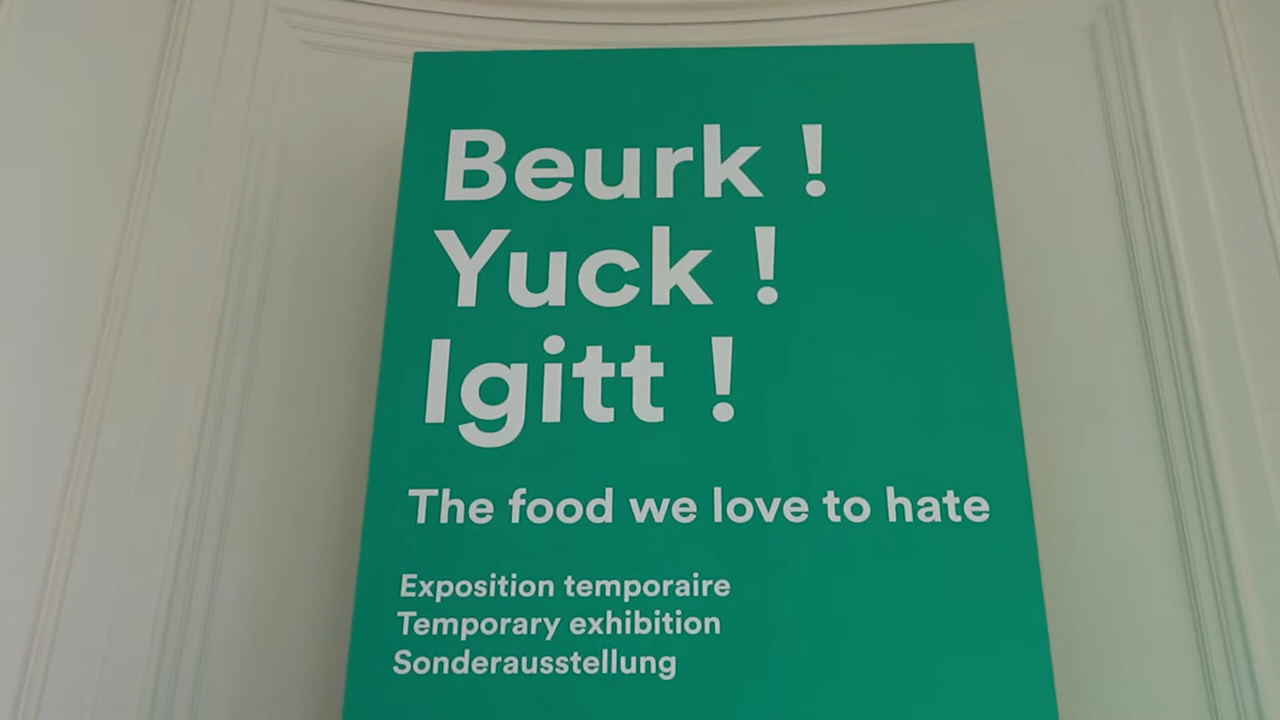 Beurk !
Yuck !
Igitt !
The food we love to hate
Exposition temporaire
Temporary exhibition
Sonderausstellung